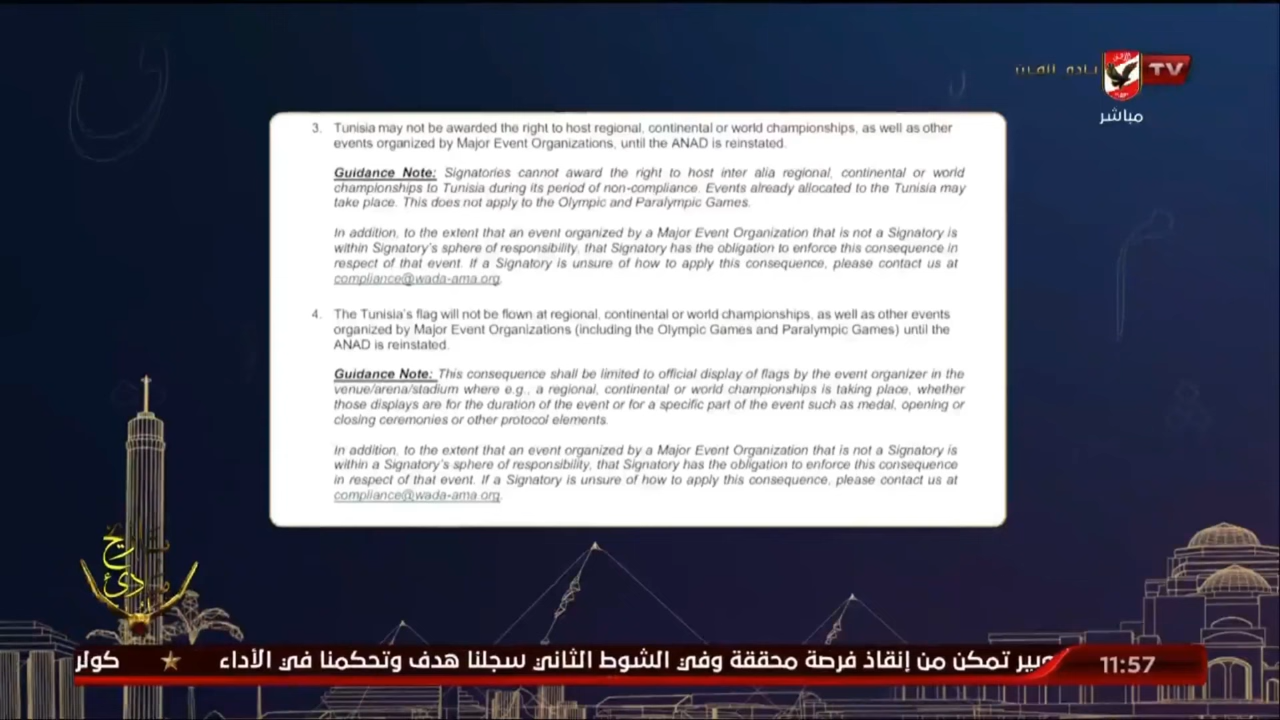 TV
مباشر
3. Tunisia may not be awarded the right to host regional, continental or world championships, as well as other
events organized by Major Event Organizations, until the ANAD is reinstated.
Guidance Note: Signatories cannot award the right to host inter alia regional, continental or world
championships to Tunisia during its period of non-compliance. Events already allocated to the Tunisia may
take place. This does not apply to the Olympic and Paralympic Games.
In addition, to the extent that an event organized by a Major Event Organization that is not a Signatory is
within Signatory's sphere of responsibility, that Signatory has the obligation to enforce this consequence in
respect of that event. If a Signatory is unsure of how to apply this consequence, please contact us at
compliance@wada-ama.org.
4. The Tunisia's flag will not be flown at regional, continental or world championships, as well as other events
organized by Major Event Organizations (including the Olympic Games and Paralympic Games) until the
ANAD is reinstated.
Guidance Note: This consequence shall be limited to official display of flags by the event organizer in the
venue/arena/stadium where e.g., a regional, continental or world championships is taking place, whether
those displays are for the duration of the event or for a specific part of the event such as medal, opening or
closing ceremonies or other protocol elements.
In addition, to the extent that an event organized by a Major Event Organization that is not a Signatory is
within a Signatory's sphere of responsibility, that Signatory has the obligation to enforce this consequence
in respect of that event. If a Signatory is unsure of how to apply this consequence, please contact us at
compliance@wada-ama.org.
تمكن من إنقاذ فرصة محققة وفي الشوط الثاني سجلنا هدف وتحكمنا في الأداء ★ كولر
11:57